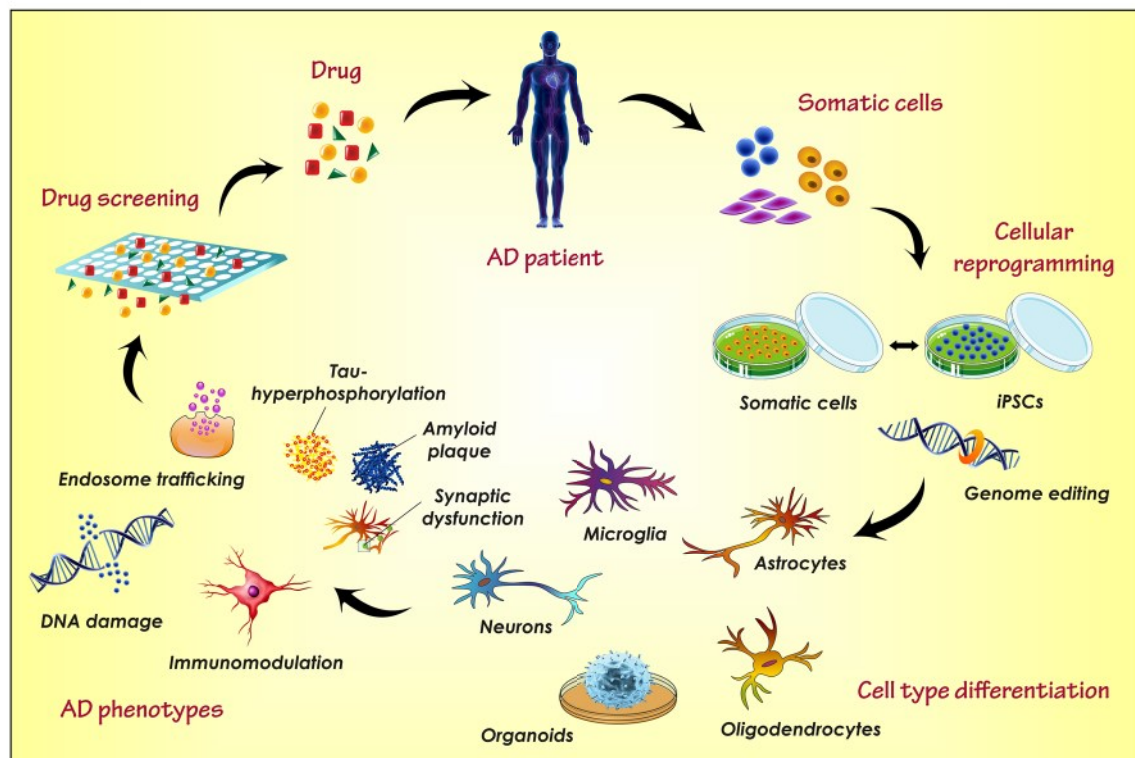 Drug
AD patient
Somatic cells
Drug screening
Cellular
reprogramming
Somatic cells
iPSCs
Genome editing
Tau-
hyperphosphorylation
Amyloid
plaque
Synaptic
dysfunction
Endosome trafficking
DNA damage
Immunomodulation
AD phenotypes
Microglia
Astrocytes
Neurons
Organoids
Oligodendrocytes
Cell type differentiation